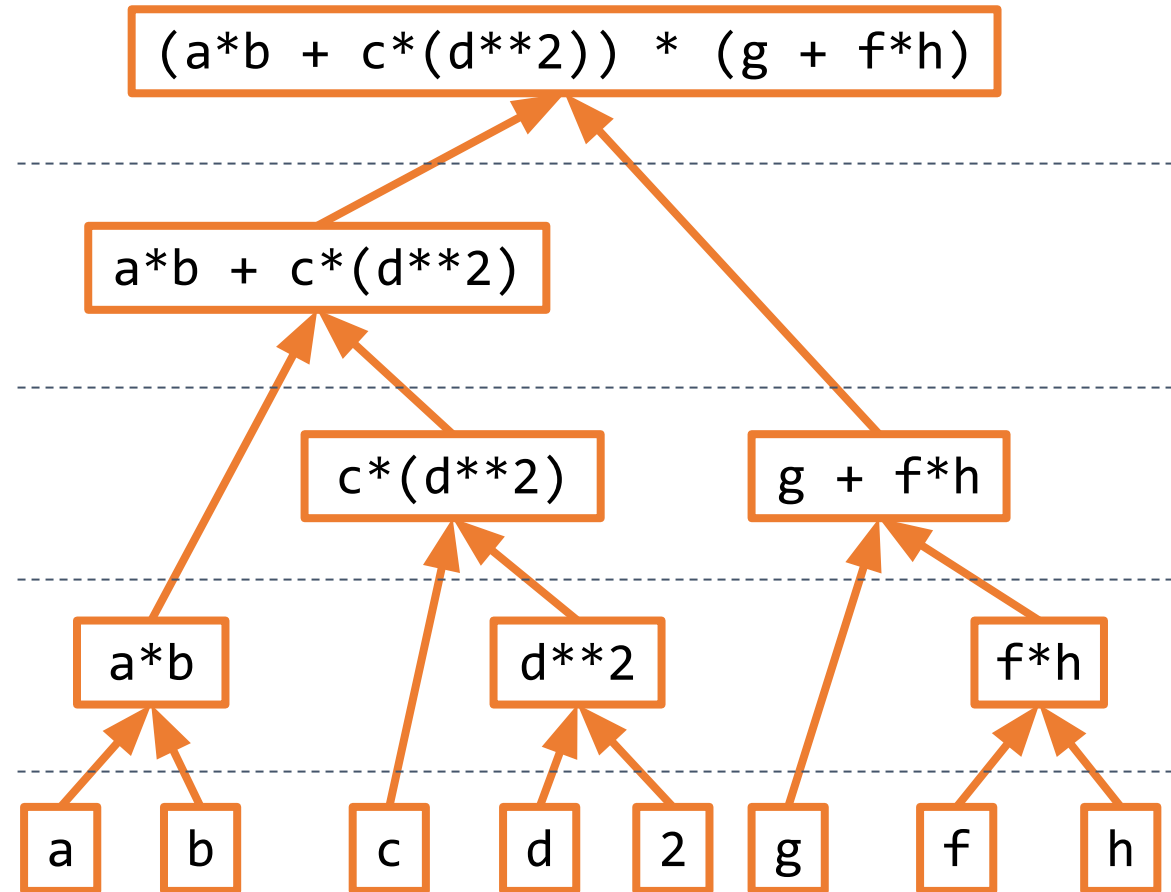 (a*b + c*(d**2)) * (g + f*h)
a*b + c*(d**2)
c*(d**2)
g + f*h
a*b
d**2
f*h
a
b
c
d
2
g
f
h